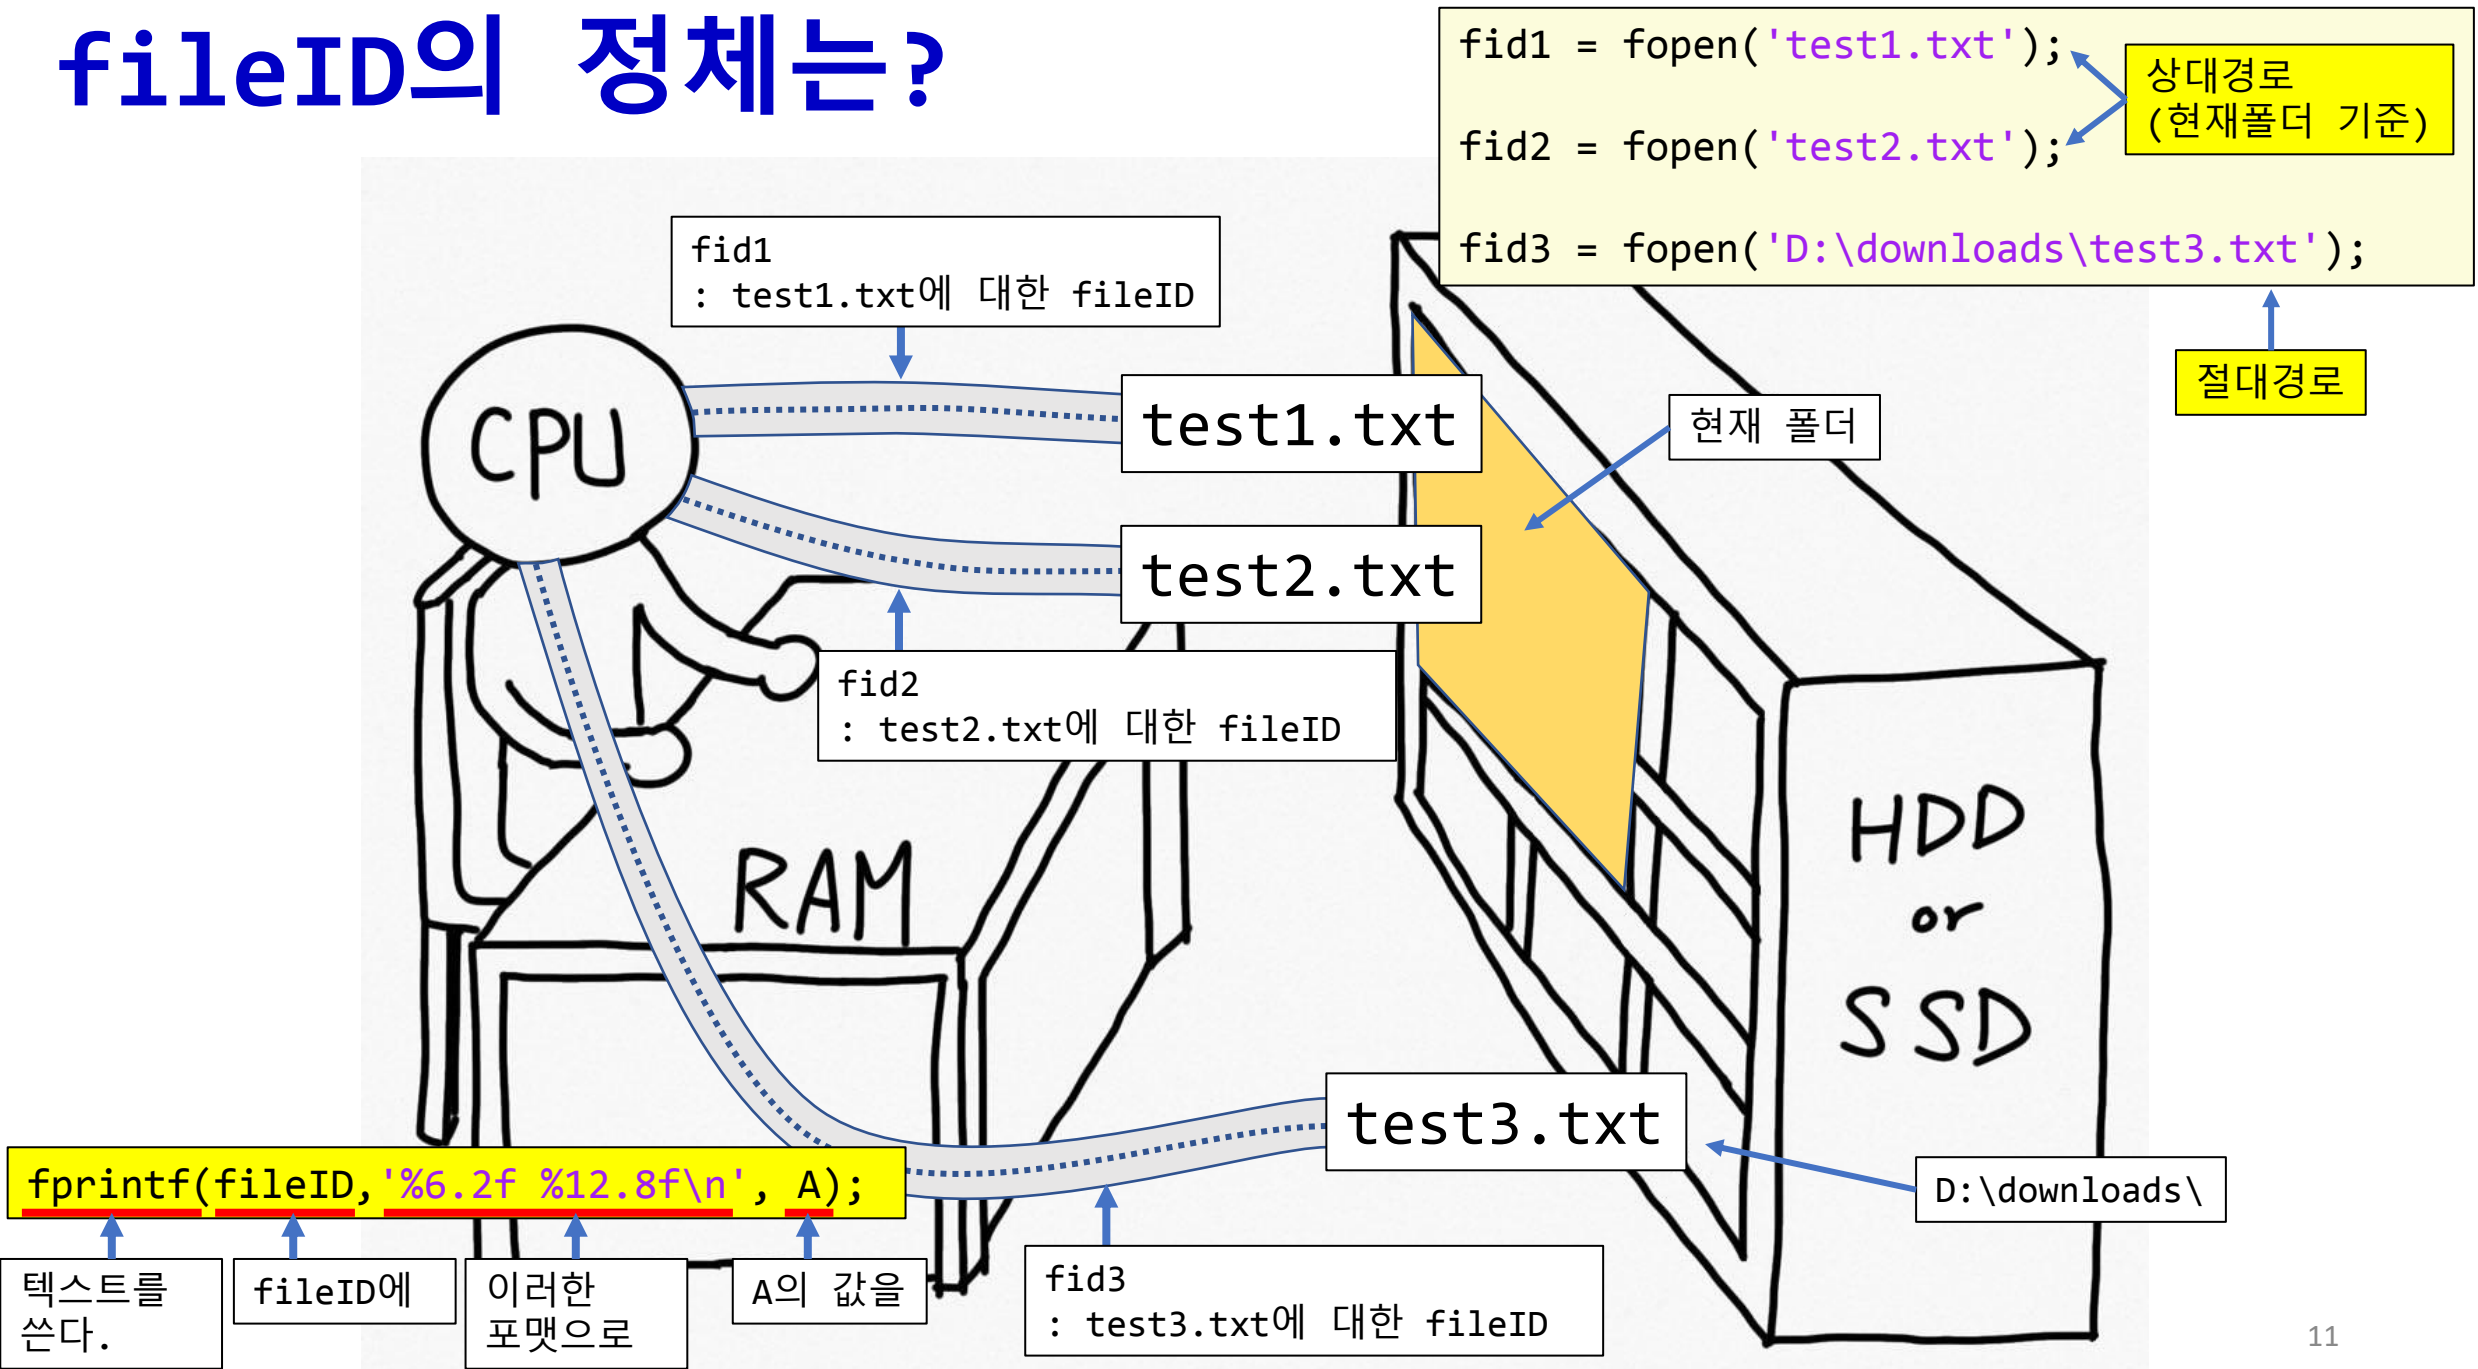 fileID의 정체는?
fid1 = fopen('test1.txt');
fid2 = fopen('test2.txt');
fid3 = fopen('D:\downloads\test3.txt');
상대경로
(현재폴더 기준)
절대경로
fid1
: test1.txt에 대한 fileID
CPU
test1.txt
현재 폴더
test2.txt
fid2
: test2.txt에 대한 fileID
RAM
HDD
or
SSD
test3.txt
D:\downloads\
fprintf(fileID,'%6.2f %12.8f\n', A);
텍스트를
쓴다.
fileID에
이러한
포맷으로
A의 값을
fid3
: test3.txt에 대한 fileID
11